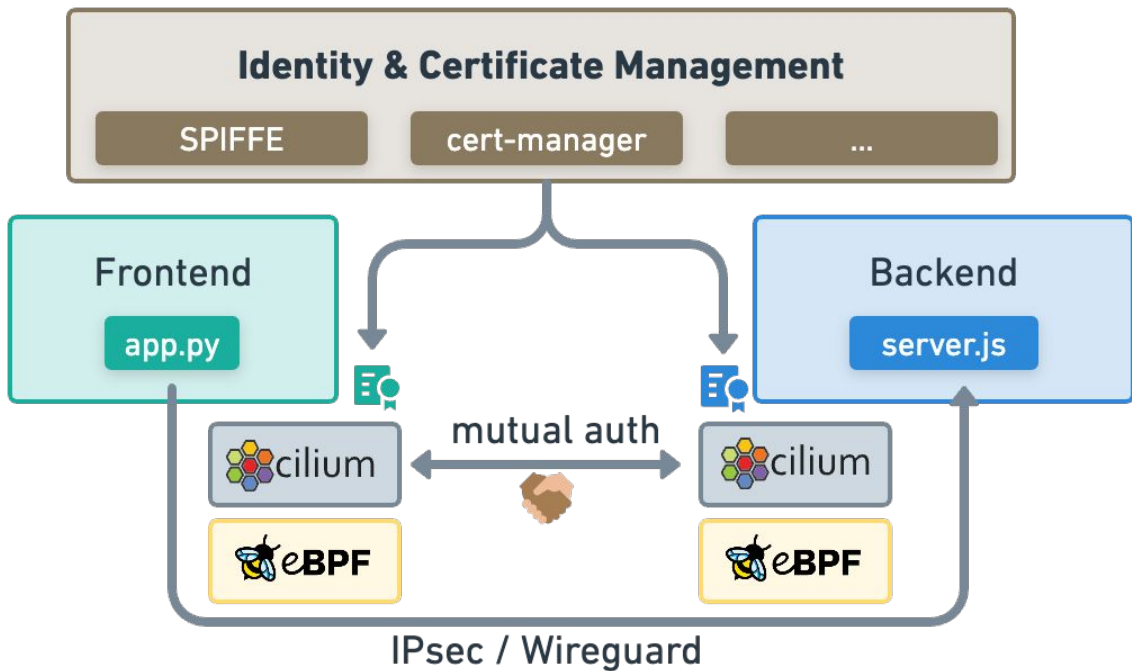 Identity & Certificate Management
SPIFFE
cert-manager
...
Frontend
app.py
Backend
server.js
mutual auth
cilium
cilium
eBPF
eBPF
IPsec / Wireguard